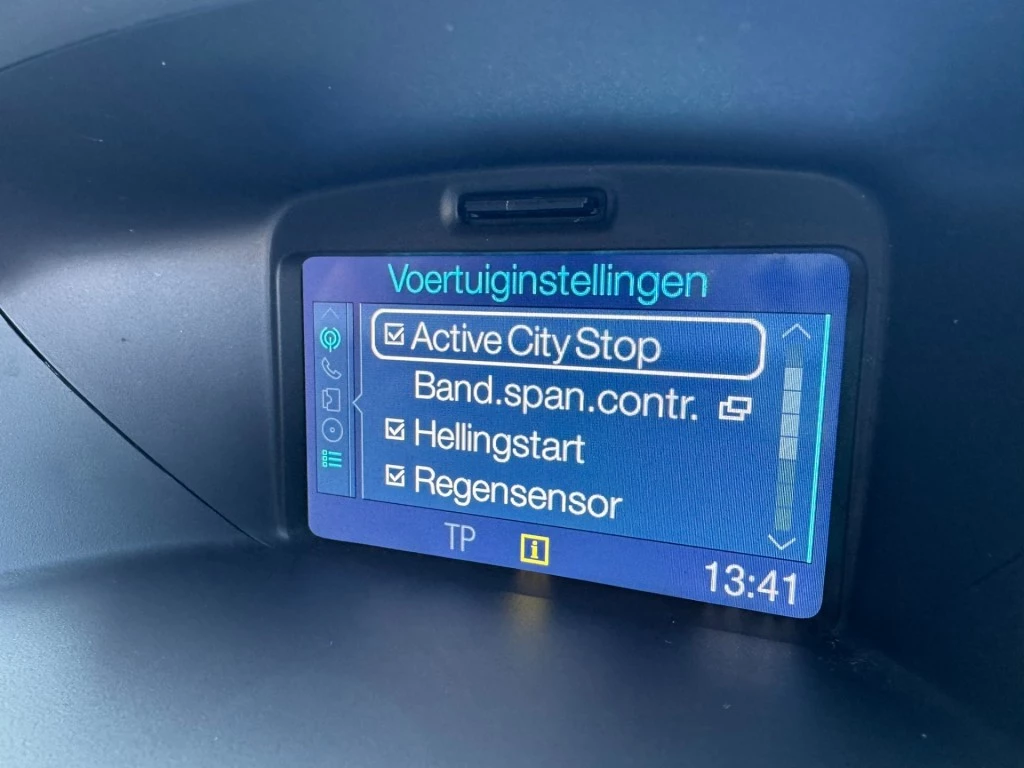 Voertuiginstellingen
Active City Stop
Band.span.contr.
Hellingstart
Regensensor
TP i
13:41